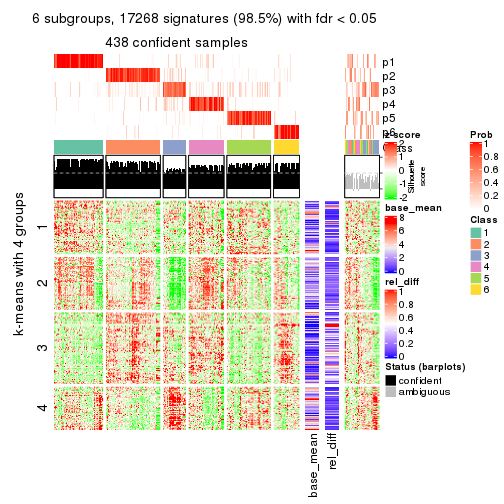 6 subgroups, 17268 signatures (98.5%) with fdr < 0.05
438 confident samples
p1
p2
p3
p4
p5
p6
Class
Silhouette score
k-means with 4 groups
1
2
3
4
base_mean
rel_diff
z-score
2
1
0
-1
-2
base_mean
8
6
4
2
0
rel_diff
1
0.8
0.6
0.4
0.2
0
Status (barplots)
confident
ambiguous
Prob
1
0.8
0.6
0.4
0.2
0
Class
1
2
3
4
5
6